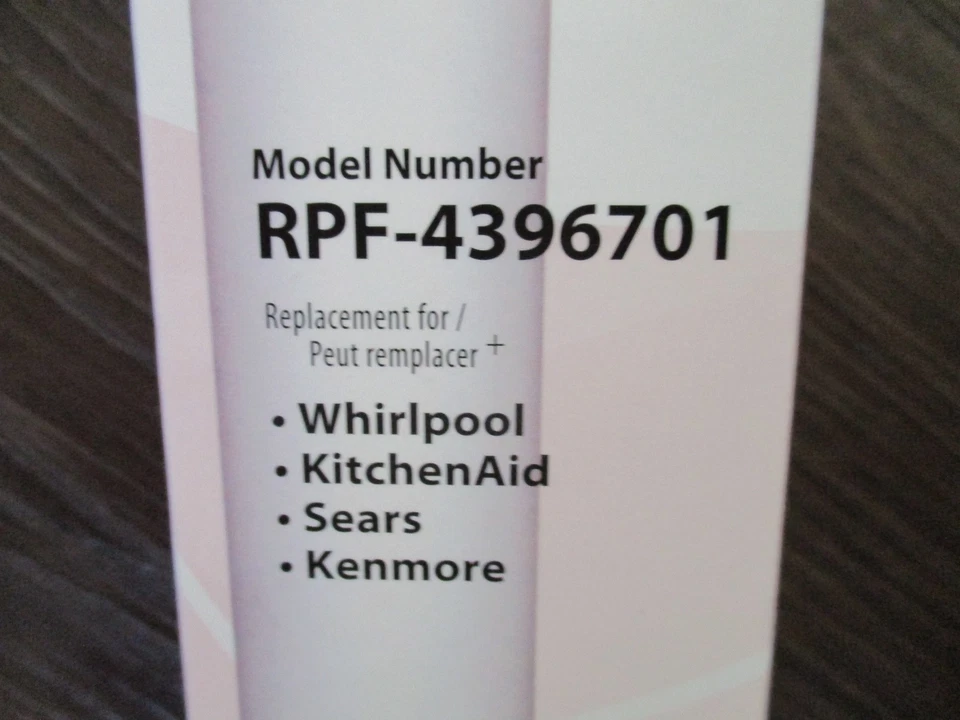 Model Number
RPF-4396701
Replacement for /
Peut remplacer +
• Whirlpool
• KitchenAid
• Sears
• Kenmore